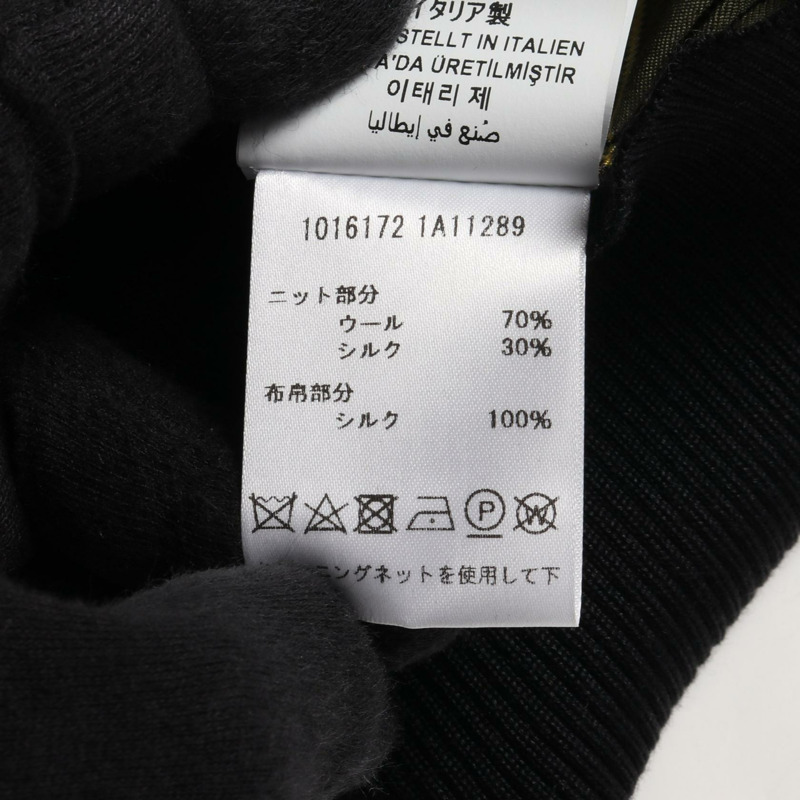 イタリア製
STELLT IN ITALIEN
A'DA ÜRETİLMİŞTİR
이태리 제
صُنع في إيطاليا
1016172 1A11289
ニット部分
ウール 70%
シルク 30%
布帛部分
シルク 100%
P W
ニングネットを使用して下